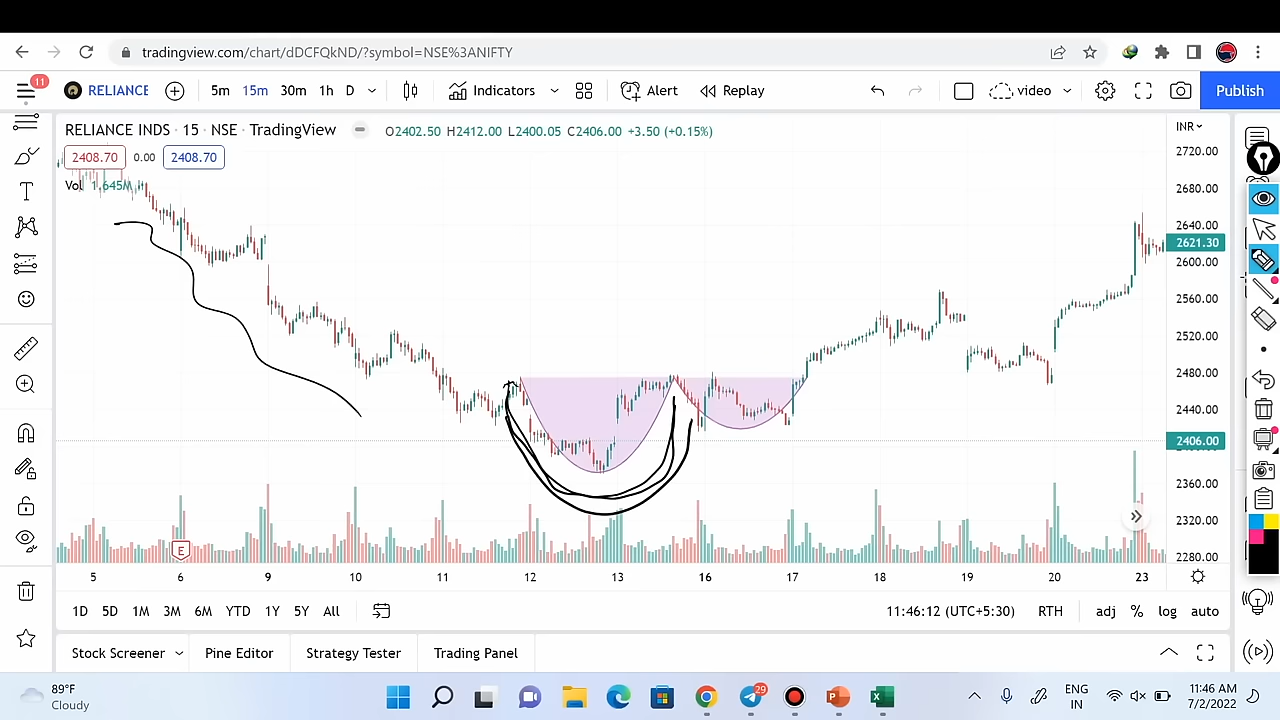 tradingview.com/chart/dDCFQkND/?symbol=NSE%3ANIFTY
11
RELIANCE 5m 15m 30m 1h D Indicators Alert Replay video Publish
RELIANCE INDS · 15 · NSE · TradingView O2402.50 H2412.00 L2400.05 C2406.00 +3.50 (+0.15%) INR
2408.70 0.00 2408.70
Vol 1.645M
2720.00
2680.00
2640.00
2621.30
2600.00
2560.00
2520.00
2480.00
2440.00
2406.00
2360.00
2320.00
2280.00
E
5 6 9 10 11 12 13 16 17 18 19 20 23
1D 5D 1M 3M 6M YTD 1Y 5Y All 11:46:12 (UTC+5:30) RTH adj % log auto
Stock Screener Pine Editor Strategy Tester Trading Panel
89°F
Cloudy
29
ENG
IN
11:46 AM
7/2/2022